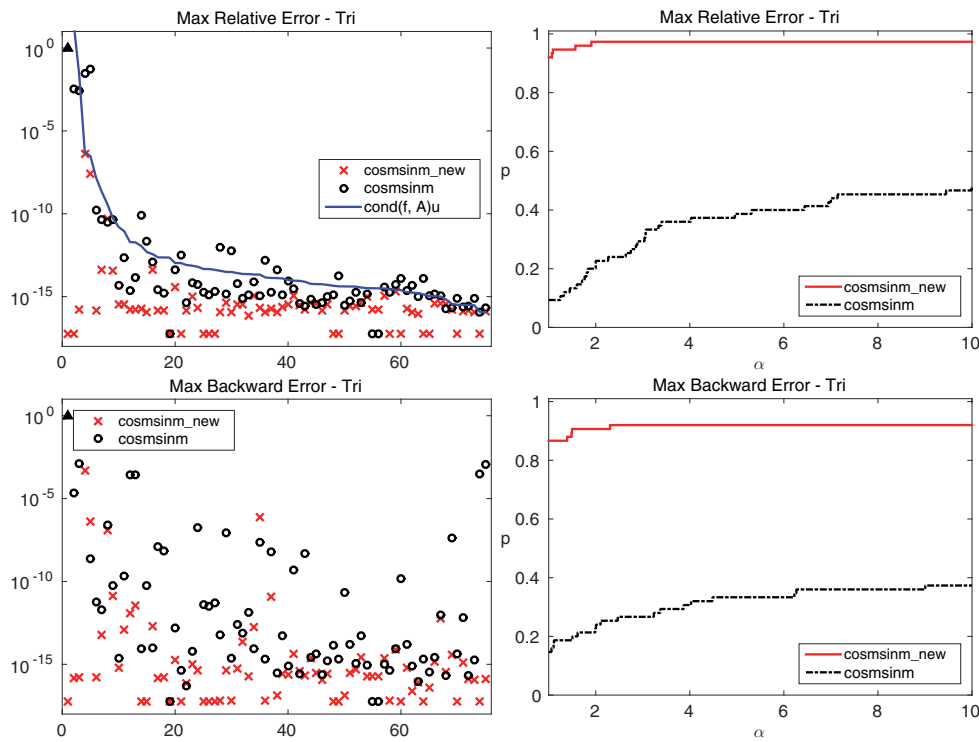 Max Relative Error - Tri
10^0
10^-5
10^-10
10^-15
0
20
40
60
cosmsinm_new
cosmsinm
cond(f, A)u
Max Relative Error - Tri
1
0.8
0.6
p
0.4
0.2
0
2
4
6
8
10
α
cosmsinm_new
cosmsinm
Max Backward Error - Tri
10^0
10^-5
10^-10
10^-15
0
20
40
60
cosmsinm_new
cosmsinm
Max Backward Error - Tri
1
0.8
0.6
p
0.4
0.2
0
2
4
6
8
10
α
cosmsinm_new
cosmsinm